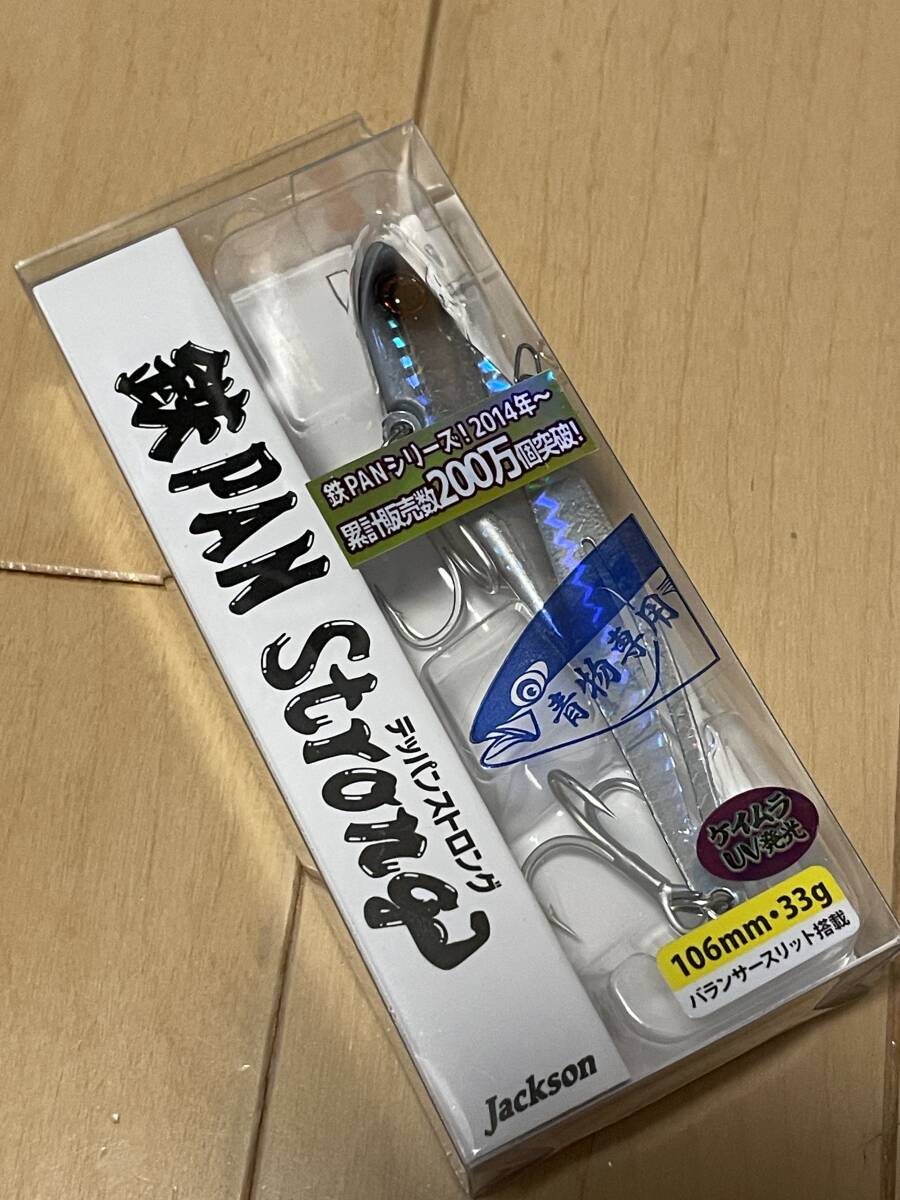 鉄PAN Strong
テッパンストロング
Jackson
鉄PANシリーズ!2014年～
累計販売数200万個突破!
青物専用
ケイムラ
UV発光
106mm・33g
バランサースリット搭載